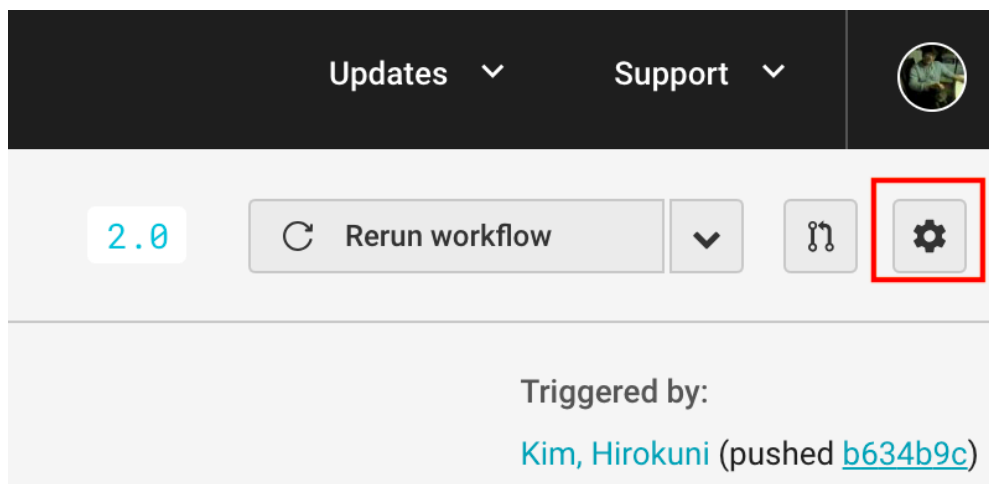 Updates Support
2.0 Rerun workflow
Triggered by:
Kim, Hirokuni (pushed b634b9c)